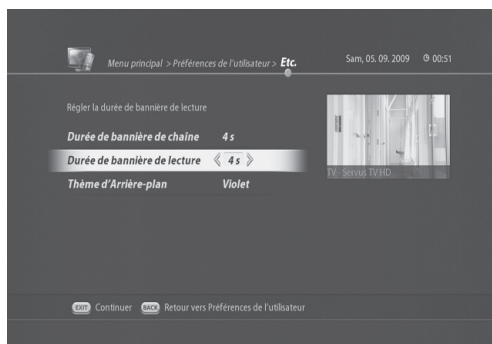 Menu principal > Préférences de l'utilisateur > Etc.
Sam, 05. 09. 2009 00:51
Régler la durée de bannière de lecture
Durée de bannière de chaîne 4 s
Durée de bannière de lecture 4 s
Thème d'Arrière-plan Violet
TV - Servus TV HD
EXIT Continuer BACK Retour vers Préférences de l'utilisateur